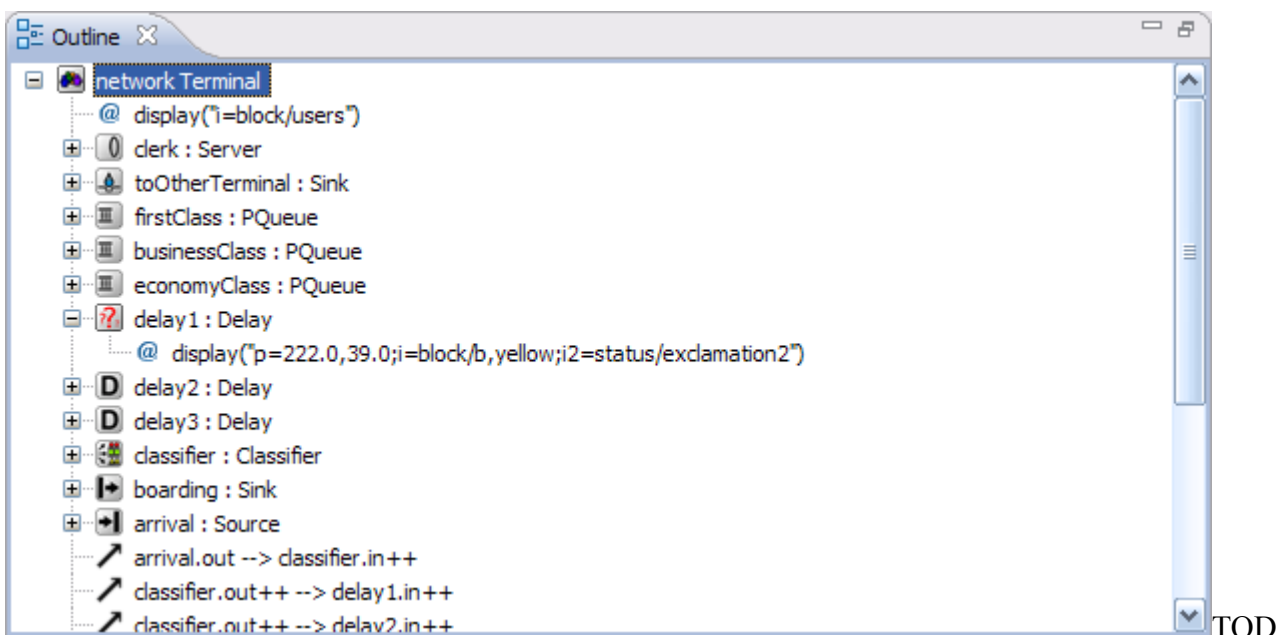 Outline
network Terminal
@ display("i=block/users")
clerk : Server
toOtherTerminal : Sink
firstClass : PQueue
businessClass : PQueue
economyClass : PQueue
?? delay1 : Delay
@ display("p=222.0,39.0;i=block/b,yellow;i2=status/exclamation2")
D delay2 : Delay
D delay3 : Delay
classifier : Classifier
boarding : Sink
arrival : Source
arrival.out --> classifier.in++
classifier.out++ --> delay1.in++
classifier.out++ --> delay2.in++
TOD